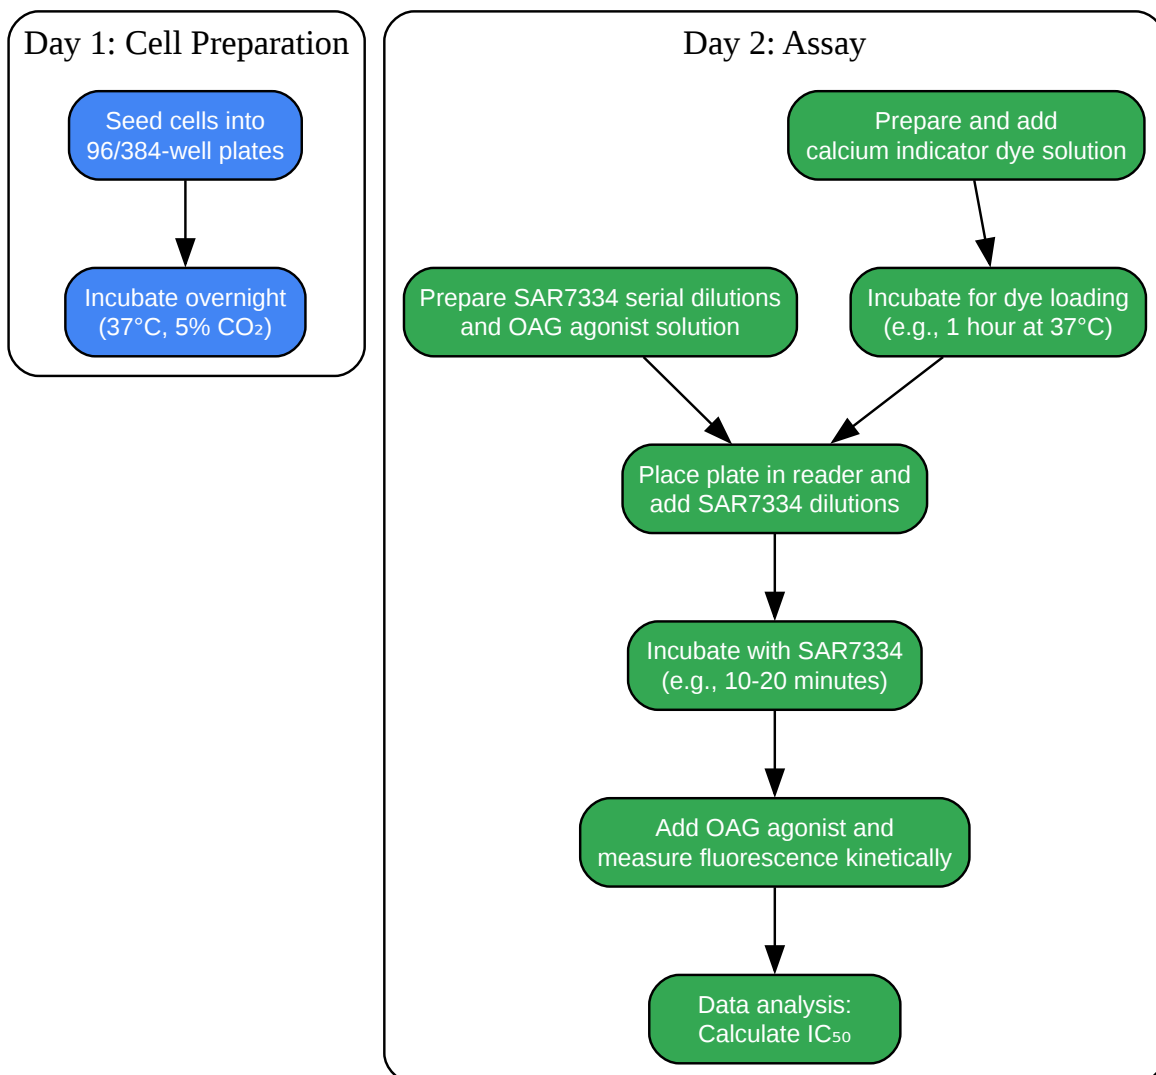 Day 1: Cell Preparation
Seed cells into
96/384-well plates
Incubate overnight
(37°C, 5% CO₂)
Day 2: Assay
Prepare and add
calcium indicator dye solution
Prepare SAR7334 serial dilutions
and OAG agonist solution
Incubate for dye loading
(e.g., 1 hour at 37°C)
Place plate in reader and
add SAR7334 dilutions
Incubate with SAR7334
(e.g., 10-20 minutes)
Add OAG agonist and
measure fluorescence kinetically
Data analysis:
Calculate IC₅₀